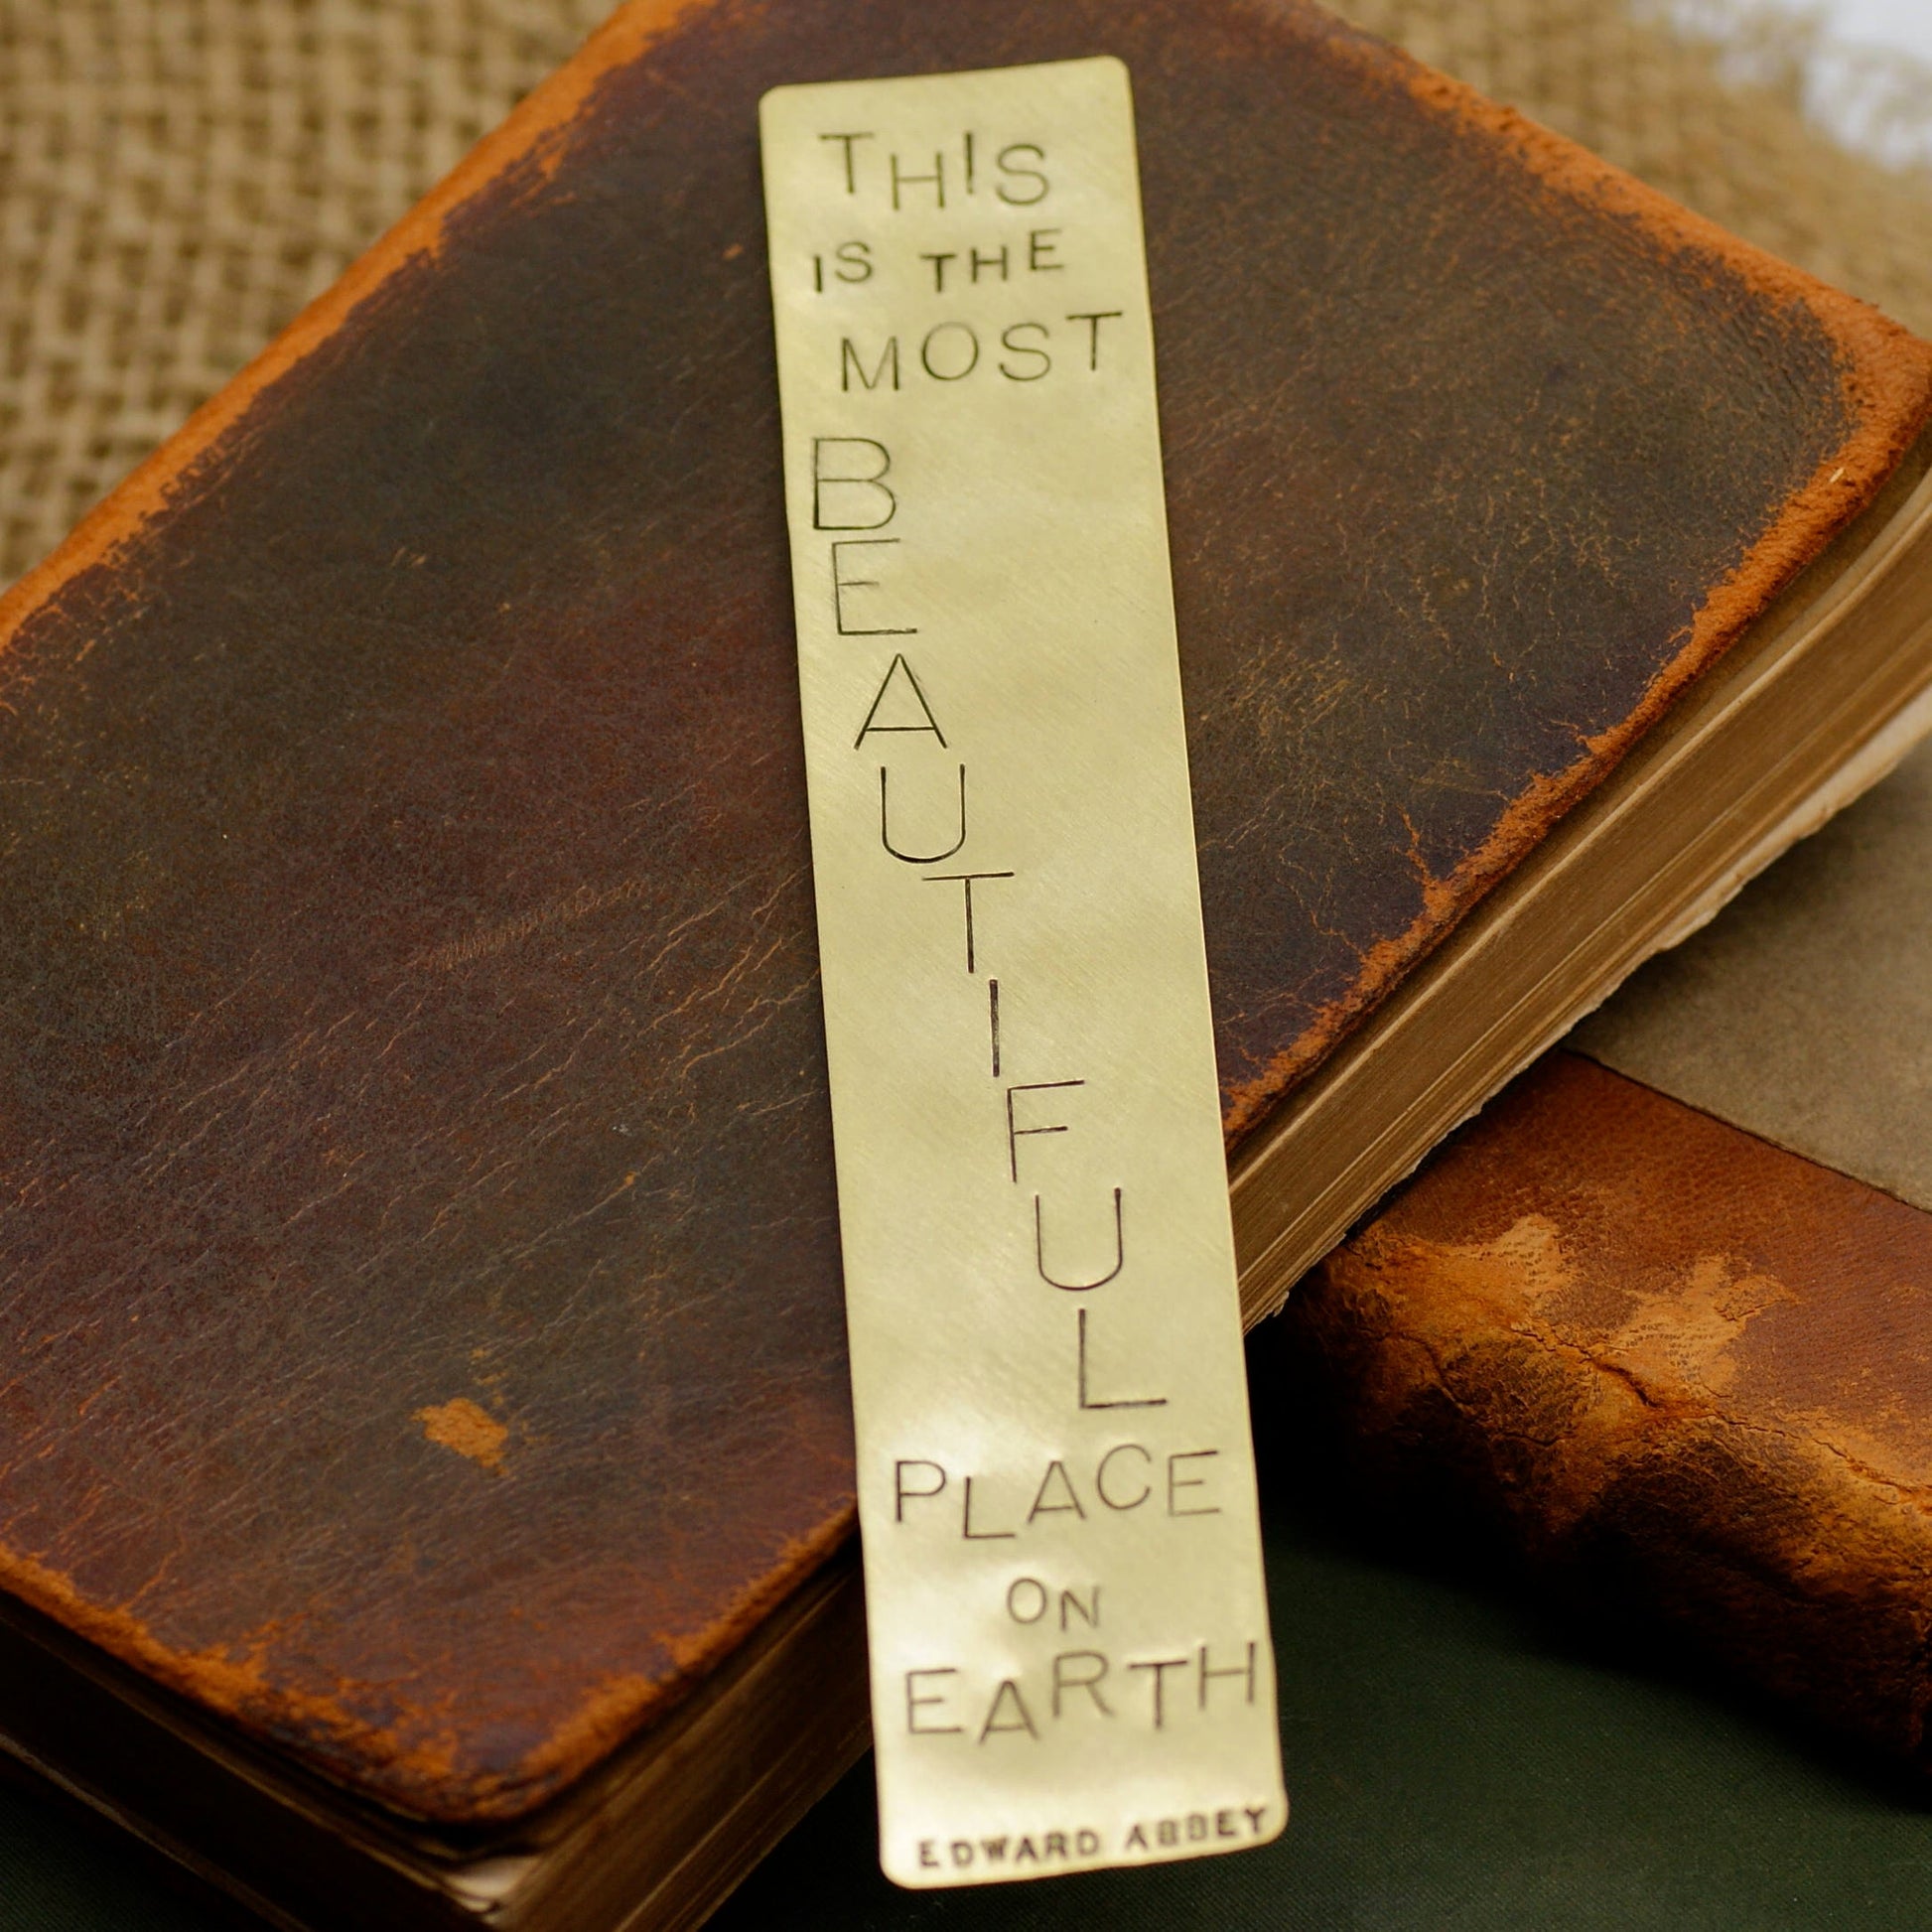 THIS
IS THE
MOST
B
E
A
U
T
I
F
U
L
PLACE
ON
EARTH
EDWARD ABBEY